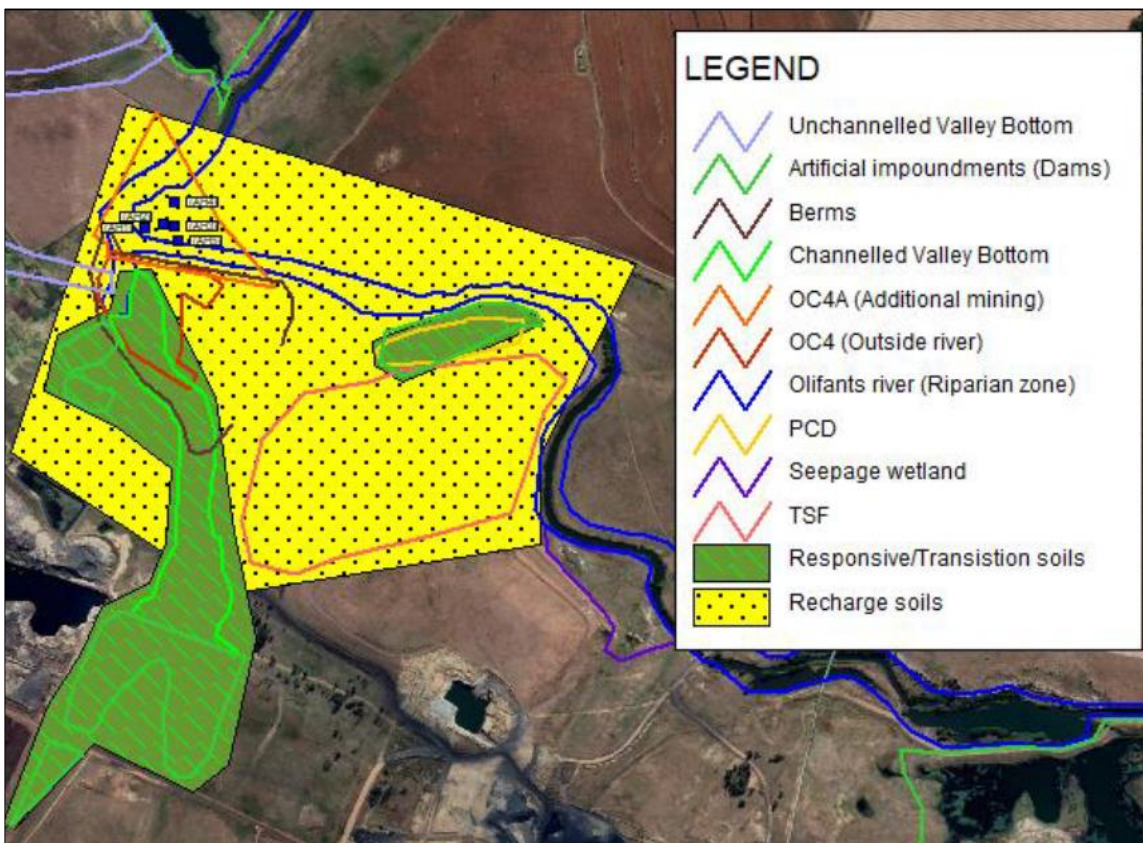 LEGEND
Unchannelled Valley Bottom
Artificial impoundments (Dams)
Berms
Channelled Valley Bottom
OC4A (Additional mining)
OC4 (Outside river)
Olifants river (Riparian zone)
PCD
Seepage wetland
TSF
Responsive/Transistion soils
Recharge soils